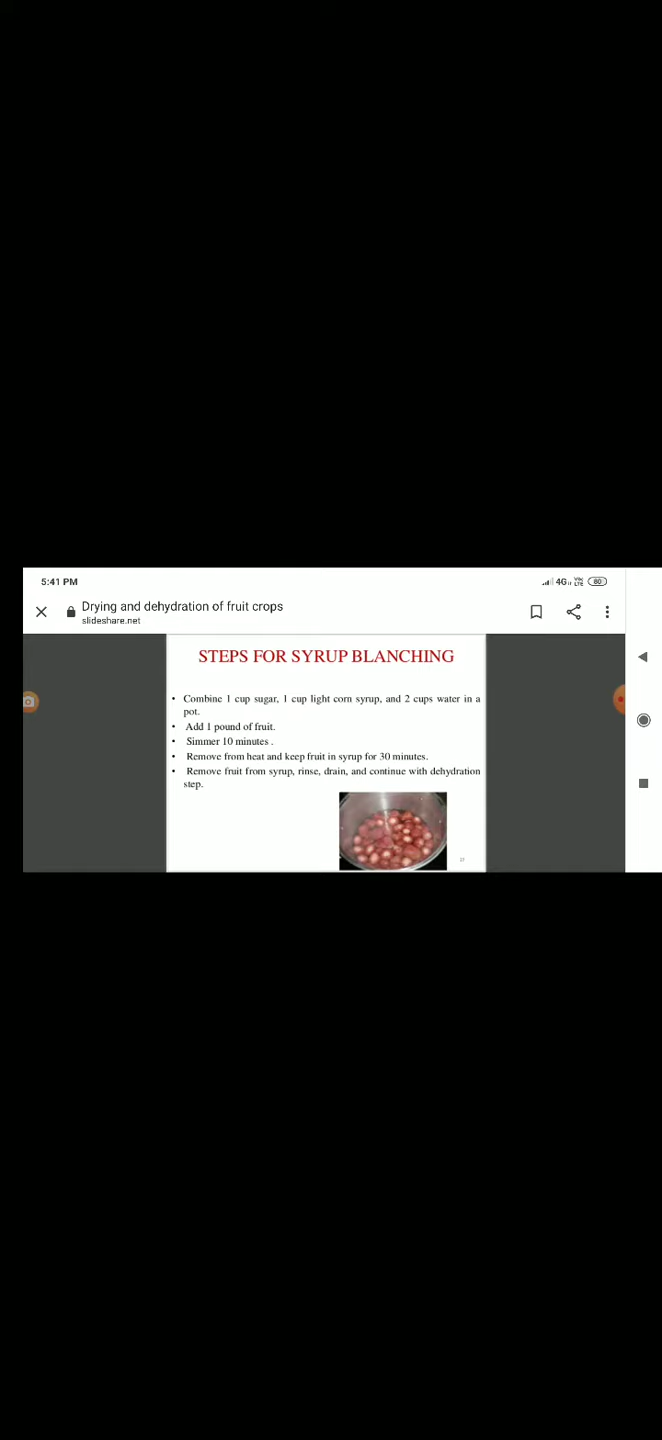 5:41 PM
4G
80
Drying and dehydration of fruit crops
slideshare.net
STEPS FOR SYRUP BLANCHING
• Combine 1 cup sugar, 1 cup light corn syrup, and 2 cups water in a
pot.
• Add 1 pound of fruit.
• Simmer 10 minutes .
• Remove from heat and keep fruit in syrup for 30 minutes.
• Remove fruit from syrup, rinse, drain, and continue with dehydration
step.